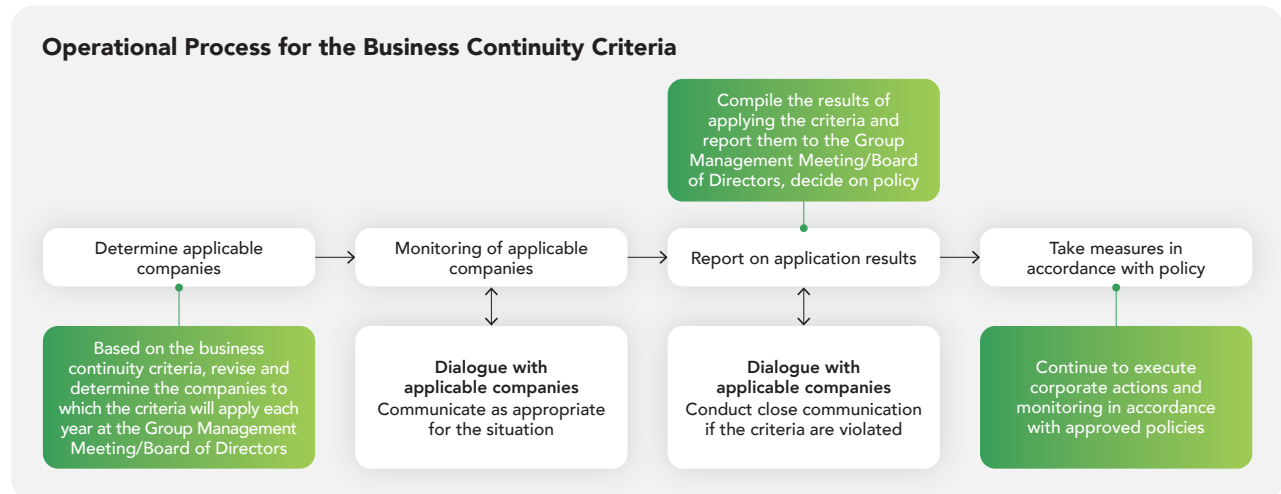 Operational Process for the Business Continuity Criteria
Compile the results of
applying the criteria and
report them to the Group
Management Meeting/Board
of Directors, decide on policy
Determine applicable
companies
Monitoring of applicable
companies
Report on application results
Take measures in
accordance with policy
Based on the business
continuity criteria, revise and
determine the companies to
which the criteria will apply each
year at the Group Management
Meeting/Board of Directors
Dialogue with
applicable companies
Communicate as appropriate
for the situation
Dialogue with
applicable companies
Conduct close communication
if the criteria are violated
Continue to execute
corporate actions and
monitoring in accordance
with approved policies